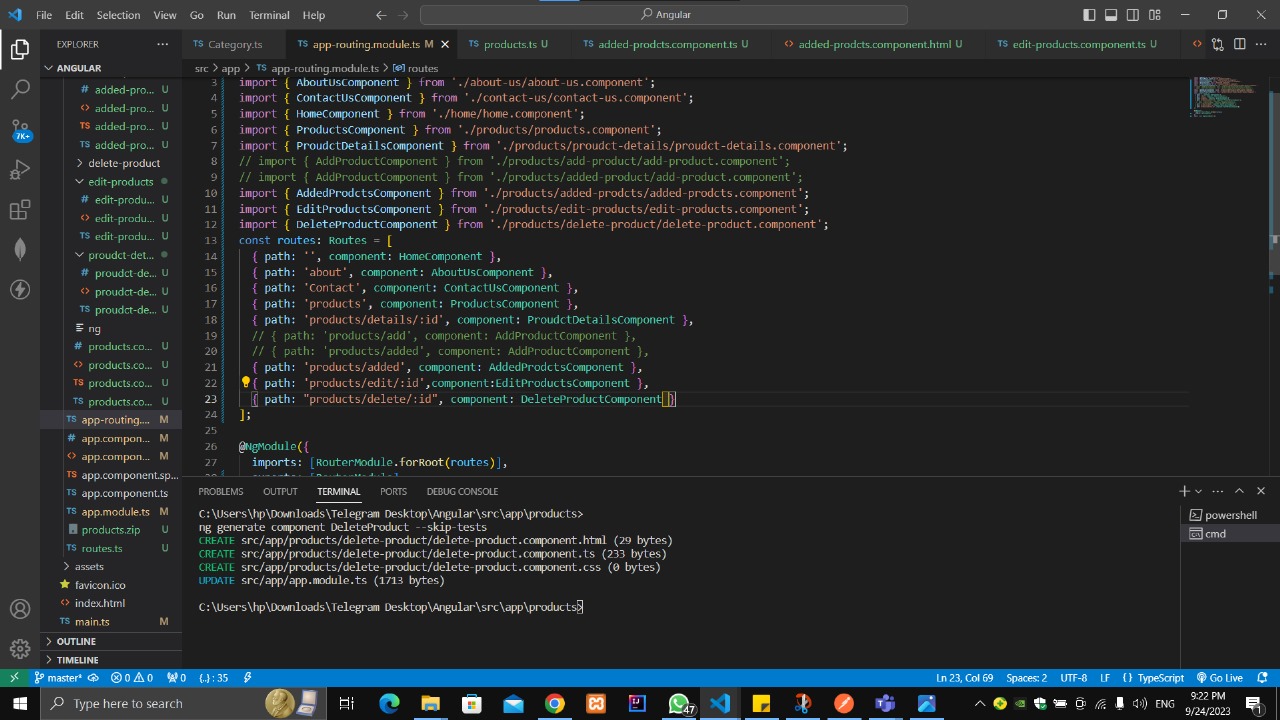 File Edit Selection View Go Run Terminal Help
Angular
EXPLORER
Category.ts
app-routing.module.ts M
products.ts U
added-prodcts.component.ts U
added-prodcts.component.html U
edit-products.component.ts U
ANGULAR
src > app > TS app-routing.module.ts > routes
added-pro... U
added-pro... U
added-pro... U
added-pro... U
delete-product
edit-products
edit-produ... U
edit-produ... U
edit-produ... U
proudct-det...
proudct-de... U
proudct-de... U
proudct-de... U
ng
products.co... U
products.co... U
products.co... U
products.co... U
TS app-routing.... M
app.compon... M
app.compon... M
TS app.component.sp...
TS app.component.ts
TS app.module.ts M
products.zip U
TS routes.ts U
assets
favicon.ico
index.html
TS main.ts M
OUTLINE
TIMELINE
7K+
3 import { AboutUsComponent } from './about-us/about-us.component';
4 import { ContactUsComponent } from './contact-us/contact-us.component';
5 import { HomeComponent } from './home/home.component';
6 import { ProductsComponent } from './products/products.component';
7 import { ProudctDetailsComponent } from './products/proudct-details/proudct-details.component';
8 // import { AddProductComponent } from './products/add-product/add-product.component';
9 // import { AddProductComponent } from './products/added-product/add-product.component';
10 import { AddedProdctsComponent } from './products/added-prodcts/added-prodcts.component';
11 import { EditProductsComponent } from './products/edit-products/edit-products.component';
12 import { DeleteProductComponent } from './products/delete-product/delete-product.component';
13 const routes: Routes = [
14 { path: '', component: HomeComponent },
15 { path: 'about', component: AboutUsComponent },
16 { path: 'Contact', component: ContactUsComponent },
17 { path: 'products', component: ProductsComponent },
18 { path: 'products/details/:id', component: ProudctDetailsComponent },
19 // { path: 'products/add', component: AddProductComponent },
20 // { path: 'products/added', component: AddProductComponent },
21 { path: 'products/added', component: AddedProdctsComponent },
22 { path: 'products/edit/:id',component:EditProductsComponent },
23 { path: "products/delete/:id", component: DeleteProductComponent }
24 ];
25
26 @NgModule({
27 imports: [RouterModule.forRoot(routes)],
PROBLEMS OUTPUT TERMINAL PORTS DEBUG CONSOLE
C:\Users\hp\Downloads\Telegram Desktop\Angular\src\app\products>
ng generate component DeleteProduct --skip-tests
CREATE src/app/products/delete-product/delete-product.component.html (29 bytes)
CREATE src/app/products/delete-product/delete-product.component.ts (233 bytes)
CREATE src/app/products/delete-product/delete-product.component.css (0 bytes)
UPDATE src/app/app.module.ts (1713 bytes)
C:\Users\hp\Downloads\Telegram Desktop\Angular\src\app\products>
powershell
cmd
master* 0 0 0 {..} : 35
Ln 23, Col 69 Spaces: 2 UTF-8 LF { } TypeScript Go Live
Type here to search
47
ENG
9:22 PM
9/24/2023
1